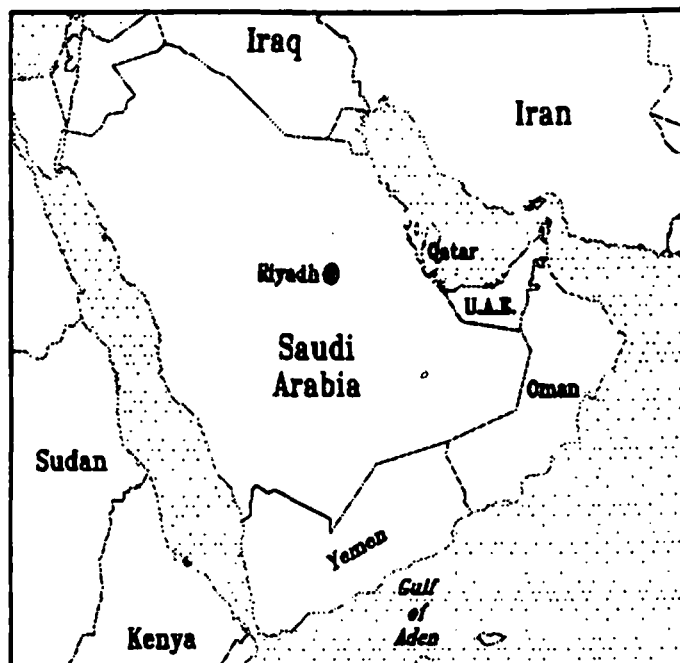 Iraq
Iran
Qatar
Riyadh
U.A.E.
Saudi
Arabia
Oman
Sudan
Yemen
Gulf
of
Aden
Kenya